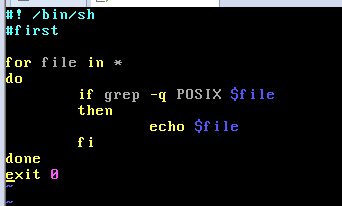 #! /bin/sh
#first
for file in *
do
if grep -q POSIX $file
then
echo $file
fi
done
exit 0
~
~